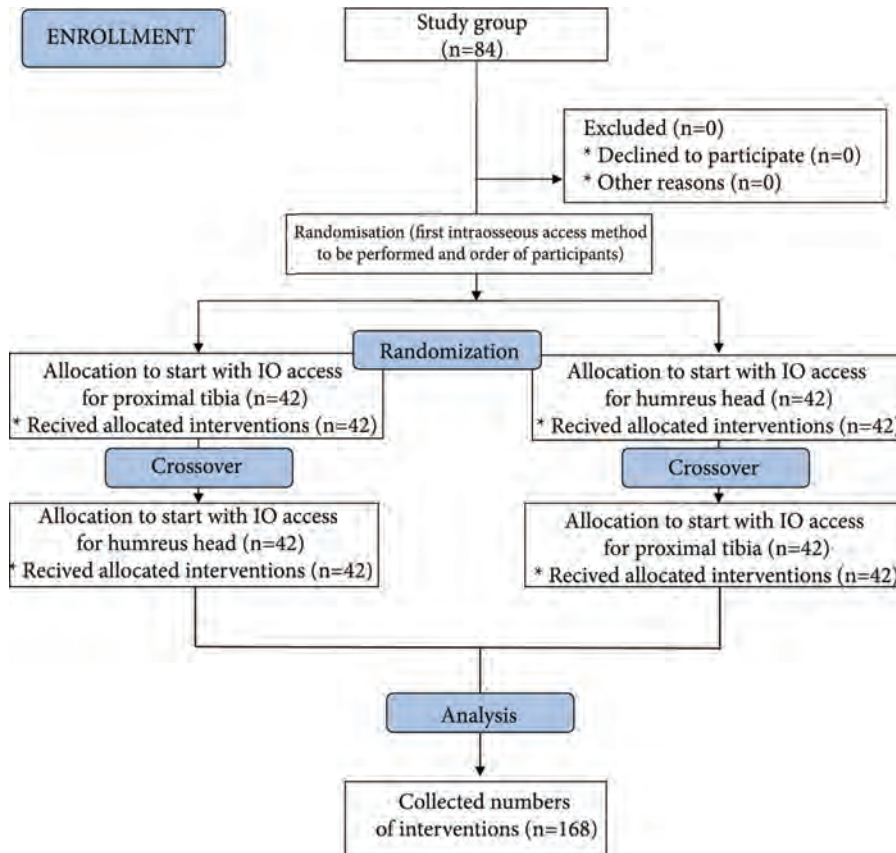 ENROLLMENT
Study group
(n=84)
Excluded (n=0)
* Declined to participate (n=0)
* Other reasons (n=0)
Randomisation (first intraosseous access method
to be performed and order of participants)
Randomization
Allocation to start with IO access
for proximal tibia (n=42)
* Recived allocated interventions (n=42)
Allocation to start with IO access
for humreus head (n=42)
* Recived allocated interventions (n=42)
Crossover
Crossover
Allocation to start with IO access
for humreus head (n=42)
* Recived allocated interventions (n=42)
Allocation to start with IO access
for proximal tibia (n=42)
* Recived allocated interventions (n=42)
Analysis
Collected numbers
of interventions (n=168)